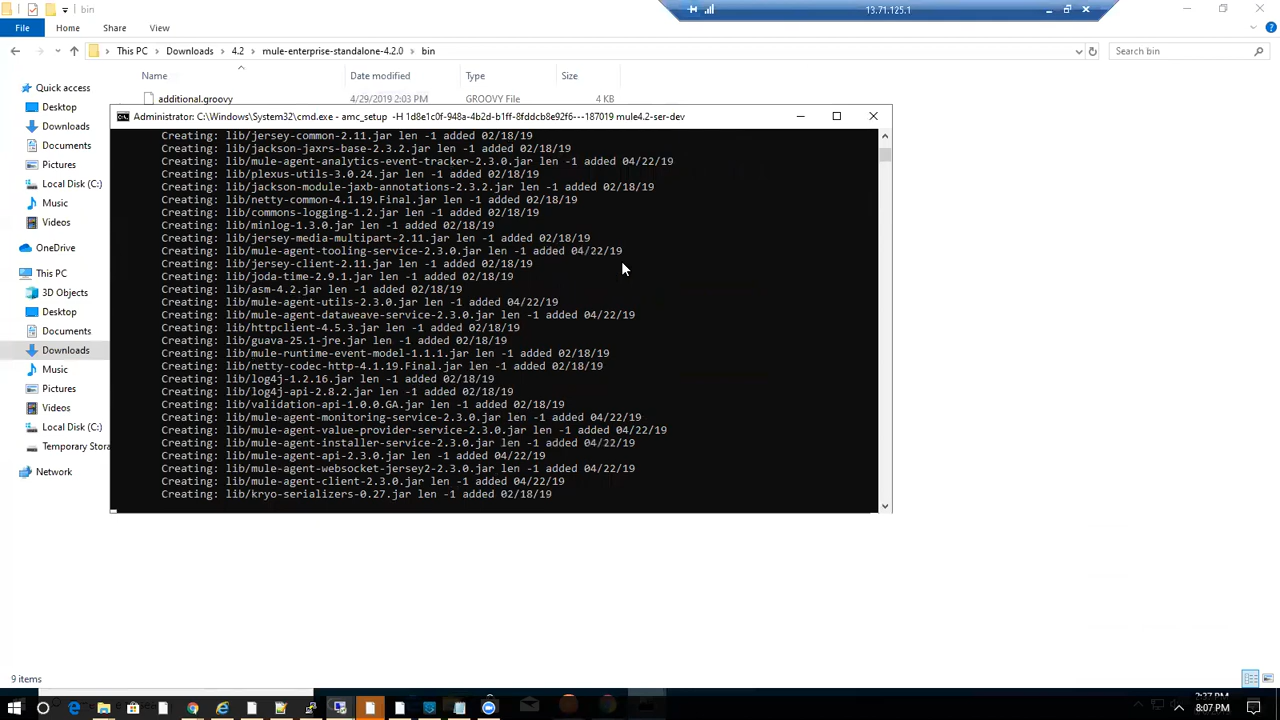 bin
13.71.125.1
File
Home
Share
View
This PC
Downloads
4.2
mule-enterprise-standalone-4.2.0
bin
Search bin
Name
Date modified
Type
Size
additional.groovy
4/29/2019 2:03 PM
GROOVY File
4 KB
Quick access
Desktop
Downloads
Documents
Pictures
Local Disk (C:)
Music
Videos
OneDrive
This PC
3D Objects
Desktop
Documents
Downloads
Music
Pictures
Videos
Local Disk (C:)
Temporary Stora
Network
Administrator: C:\Windows\System32\cmd.exe - amc_setup -H 1d8e1c0f-948a-4b2d-b1ff-8fddcb8e92f6---187019 mule4.2-ser-dev
Creating: lib/jersey-common-2.11.jar len -1 added 02/18/19
Creating: lib/jackson-jaxrs-base-2.3.2.jar len -1 added 02/18/19
Creating: lib/mule-agent-analytics-event-tracker-2.3.0.jar len -1 added 04/22/19
Creating: lib/plexus-utils-3.0.24.jar len -1 added 02/18/19
Creating: lib/jackson-module-jaxb-annotations-2.3.2.jar len -1 added 02/18/19
Creating: lib/netty-common-4.1.19.Final.jar len -1 added 02/18/19
Creating: lib/commons-logging-1.2.jar len -1 added 02/18/19
Creating: lib/minlog-1.3.0.jar len -1 added 02/18/19
Creating: lib/jersey-media-multipart-2.11.jar len -1 added 02/18/19
Creating: lib/mule-agent-tooling-service-2.3.0.jar len -1 added 04/22/19
Creating: lib/jersey-client-2.11.jar len -1 added 02/18/19
Creating: lib/joda-time-2.9.1.jar len -1 added 02/18/19
Creating: lib/asm-4.2.jar len -1 added 02/18/19
Creating: lib/mule-agent-utils-2.3.0.jar len -1 added 04/22/19
Creating: lib/mule-agent-dataweave-service-2.3.0.jar len -1 added 04/22/19
Creating: lib/httpclient-4.5.3.jar len -1 added 02/18/19
Creating: lib/guava-25.1-jre.jar len -1 added 02/18/19
Creating: lib/mule-runtime-event-model-1.1.1.jar len -1 added 02/18/19
Creating: lib/netty-codec-http-4.1.19.Final.jar len -1 added 02/18/19
Creating: lib/log4j-1.2.16.jar len -1 added 02/18/19
Creating: lib/log4j-api-2.8.2.jar len -1 added 02/18/19
Creating: lib/validation-api-1.0.0.GA.jar len -1 added 02/18/19
Creating: lib/mule-agent-monitoring-service-2.3.0.jar len -1 added 04/22/19
Creating: lib/mule-agent-value-provider-service-2.3.0.jar len -1 added 04/22/19
Creating: lib/mule-agent-installer-service-2.3.0.jar len -1 added 04/22/19
Creating: lib/mule-agent-api-2.3.0.jar len -1 added 04/22/19
Creating: lib/mule-agent-websocket-jersey2-2.3.0.jar len -1 added 04/22/19
Creating: lib/mule-agent-client-2.3.0.jar len -1 added 04/22/19
Creating: lib/kryo-serializers-0.27.jar len -1 added 02/18/19
9 items
8:07 PM